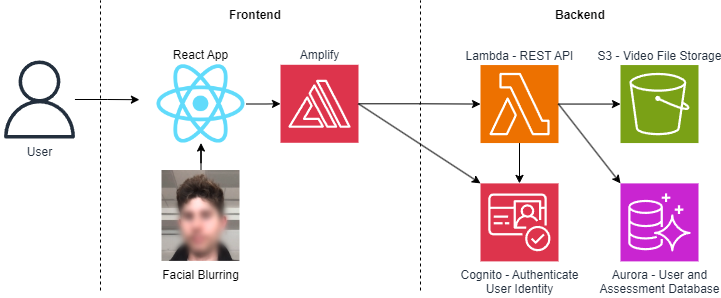 Frontend
Backend
React App
Amplify
Lambda - REST API
S3 - Video File Storage
User
Facial Blurring
Cognito - Authenticate
User Identity
Aurora - User and
Assessment Database